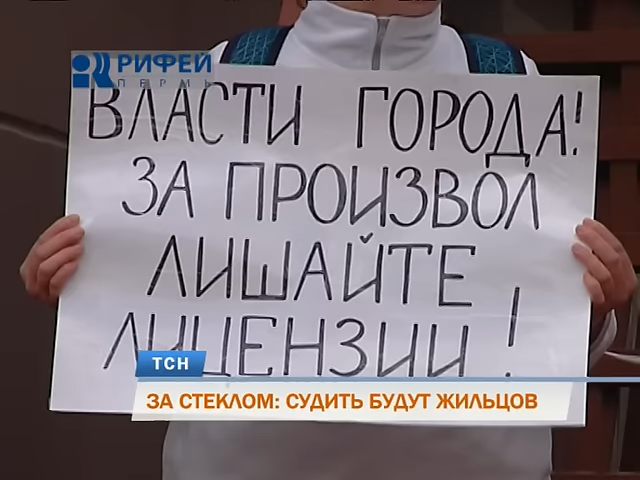 РИФЕЙ
ПЕРМЬ
ВЛАСТИ ГОРОДА!
ЗА ПРОИЗВОЛ
ЛИШАЙТЕ
ЛИЦЕНЗИИ!
ТСН
ЗА СТЕКЛОМ: СУДИТЬ БУДУТ ЖИЛЬЦОВ